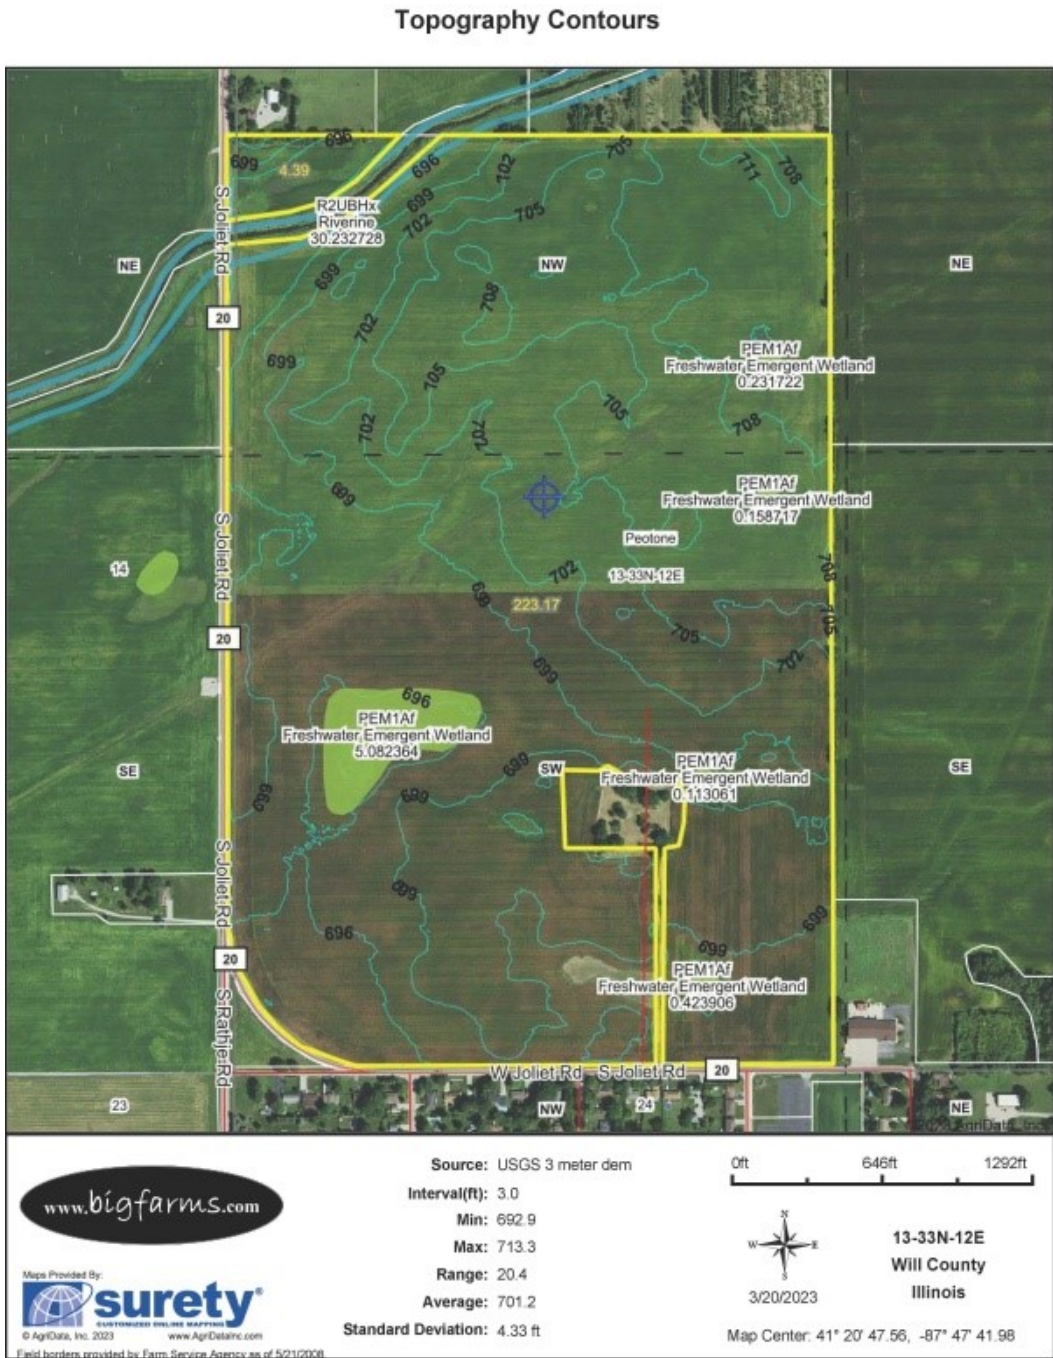 Topography Contours
696
699
4.39
696
702
705
711
708
R2UBHx
Riverine
30.232728
699
702
705
S Joliet Rd
NE
699
NW
NE
20
708
702
699
PEM1Af
Freshwater Emergent Wetland
0.231722
105
705
702
702
708
699
PEM1Af
Freshwater Emergent Wetland
0.158717
S Joliet Rd
Peotone
14
702
13-33N-12E
708
699
223.17
705
705
20
702
699
696
PEM1Af
Freshwater Emergent Wetland
5.082364
SE
699
SW
SE
PEM1Af
Freshwater Emergent Wetland
0.113061
699
699
S Joliet Rd
699
696
699
699
20
PEM1Af
Freshwater Emergent Wetland
0.423906
S Rathje Rd
W Joliet Rd
S Joliet Rd
20
23
NW
24
NE
www.bigfarms.com
Maps Provided By:
surety®
CUSTOMIZED ONLINE MAPPING
© AgriData, Inc. 2023
www.AgriDataInc.com
Field borders provided by Farm Service Agency as of 5/21/2008.
Source: USGS 3 meter dem
Interval(ft): 3.0
Min: 692.9
Max: 713.3
Range: 20.4
Average: 701.2
Standard Deviation: 4.33 ft
0ft 646ft 1292ft
N
W E
S
3/20/2023
13-33N-12E
Will County
Illinois
Map Center: 41° 20' 47.56, -87° 47' 41.98